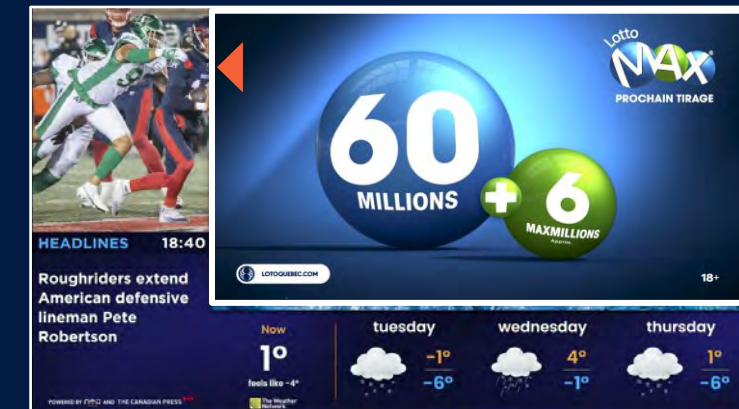 HEADLINES 18:40
Roughriders extend
American defensive
lineman Pete
Robertson
POWERED BY AND THE CANADIAN PRESS
Lotto
MAX
PROCHAIN TIRAGE
60
MILLIONS
+
6
MAXMILLIONS
Approx.
LOTOQUEBEC.COM
18+
Now
1°
feels like -4°
The Weather
Network
tuesday
-1°
-6°
wednesday
4°
-1°
thursday
1°
-6°